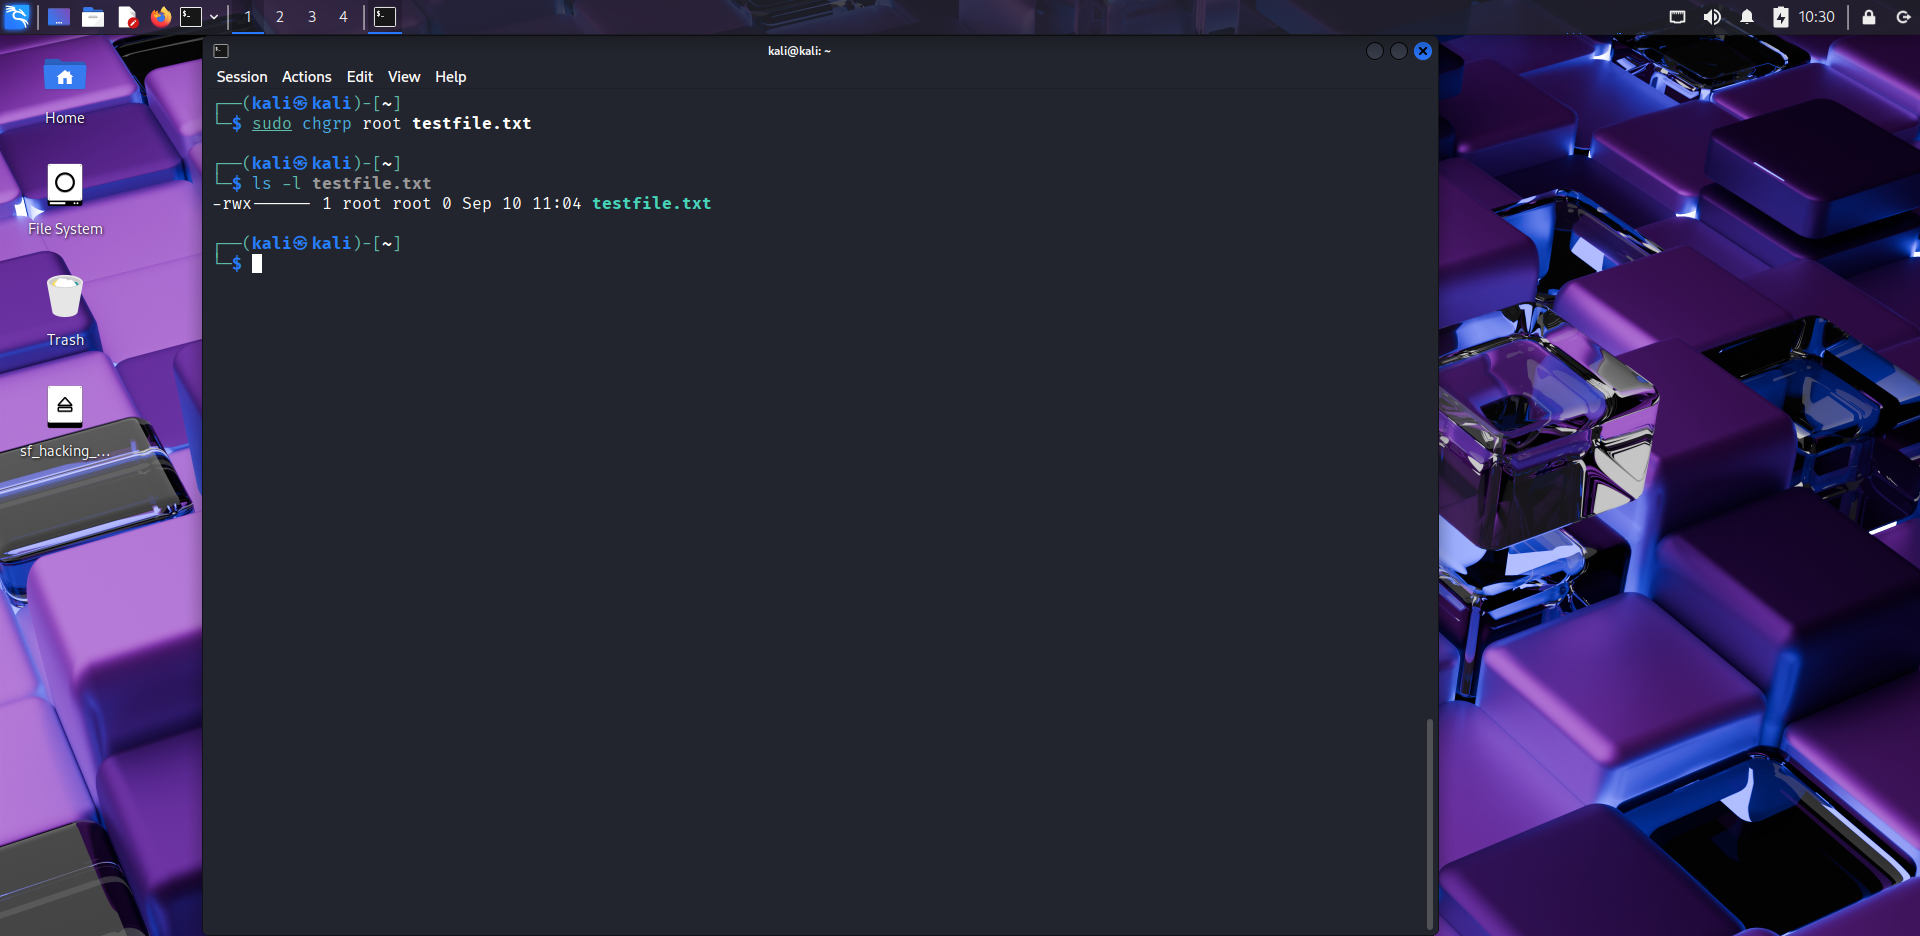 1 2 3 4 10:30
kali@kali: ~
Session Actions Edit View Help
┌──(kali㉿kali)-[~]
└─$ sudo chgrp root testfile.txt
┌──(kali㉿kali)-[~]
└─$ ls -l testfile.txt
-rwx------ 1 root root 0 Sep 10 11:04 testfile.txt
┌──(kali㉿kali)-[~]
└─$
Home
File System
Trash
sf_hacking_...